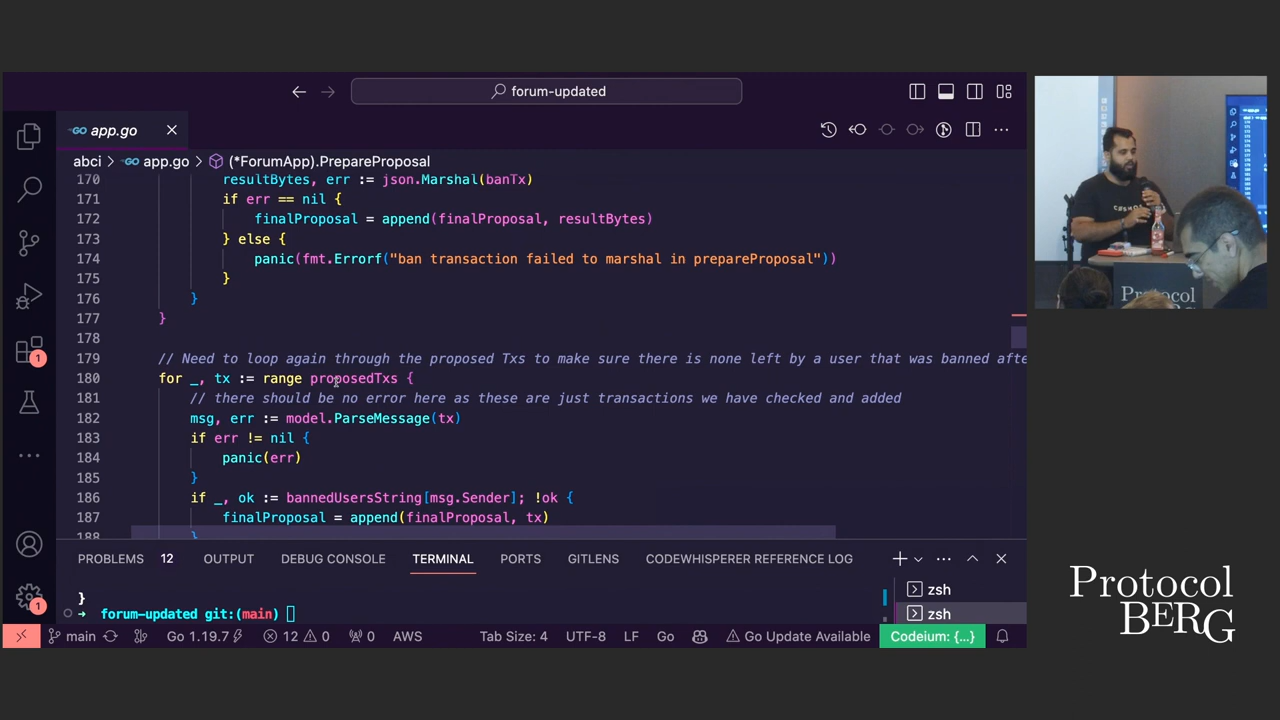 forum-updated
app.go
abci > app.go > (*ForumApp).PrepareProposal
170 resultBytes, err := json.Marshal(banTx)
171 if err == nil {
172 finalProposal = append(finalProposal, resultBytes)
173 } else {
174 panic(fmt.Errorf("ban transaction failed to marshal in prepareProposal"))
175 }
176 }
177 }
178
179 // Need to loop again through the proposed Txs to make sure there is none left by a user that was banned afte
180 for _, tx := range proposedTxs {
181 // there should be no error here as these are just transactions we have checked and added
182 msg, err := model.ParseMessage(tx)
183 if err != nil {
184 panic(err)
185 }
186 if _, ok := bannedUsersString[msg.Sender]; !ok {
187 finalProposal = append(finalProposal, tx)
188 }
PROBLEMS 12 OUTPUT DEBUG CONSOLE TERMINAL PORTS GITLENS CODEWHISPERER REFERENCE LOG
}
forum-updated git:(main)
zsh
zsh
1
1
main Go 1.19.7 12 0 0 AWS Tab Size: 4 UTF-8 LF Go Go Update Available Codeium: {...}
COSMOS
Protocol
Protocol
BERG